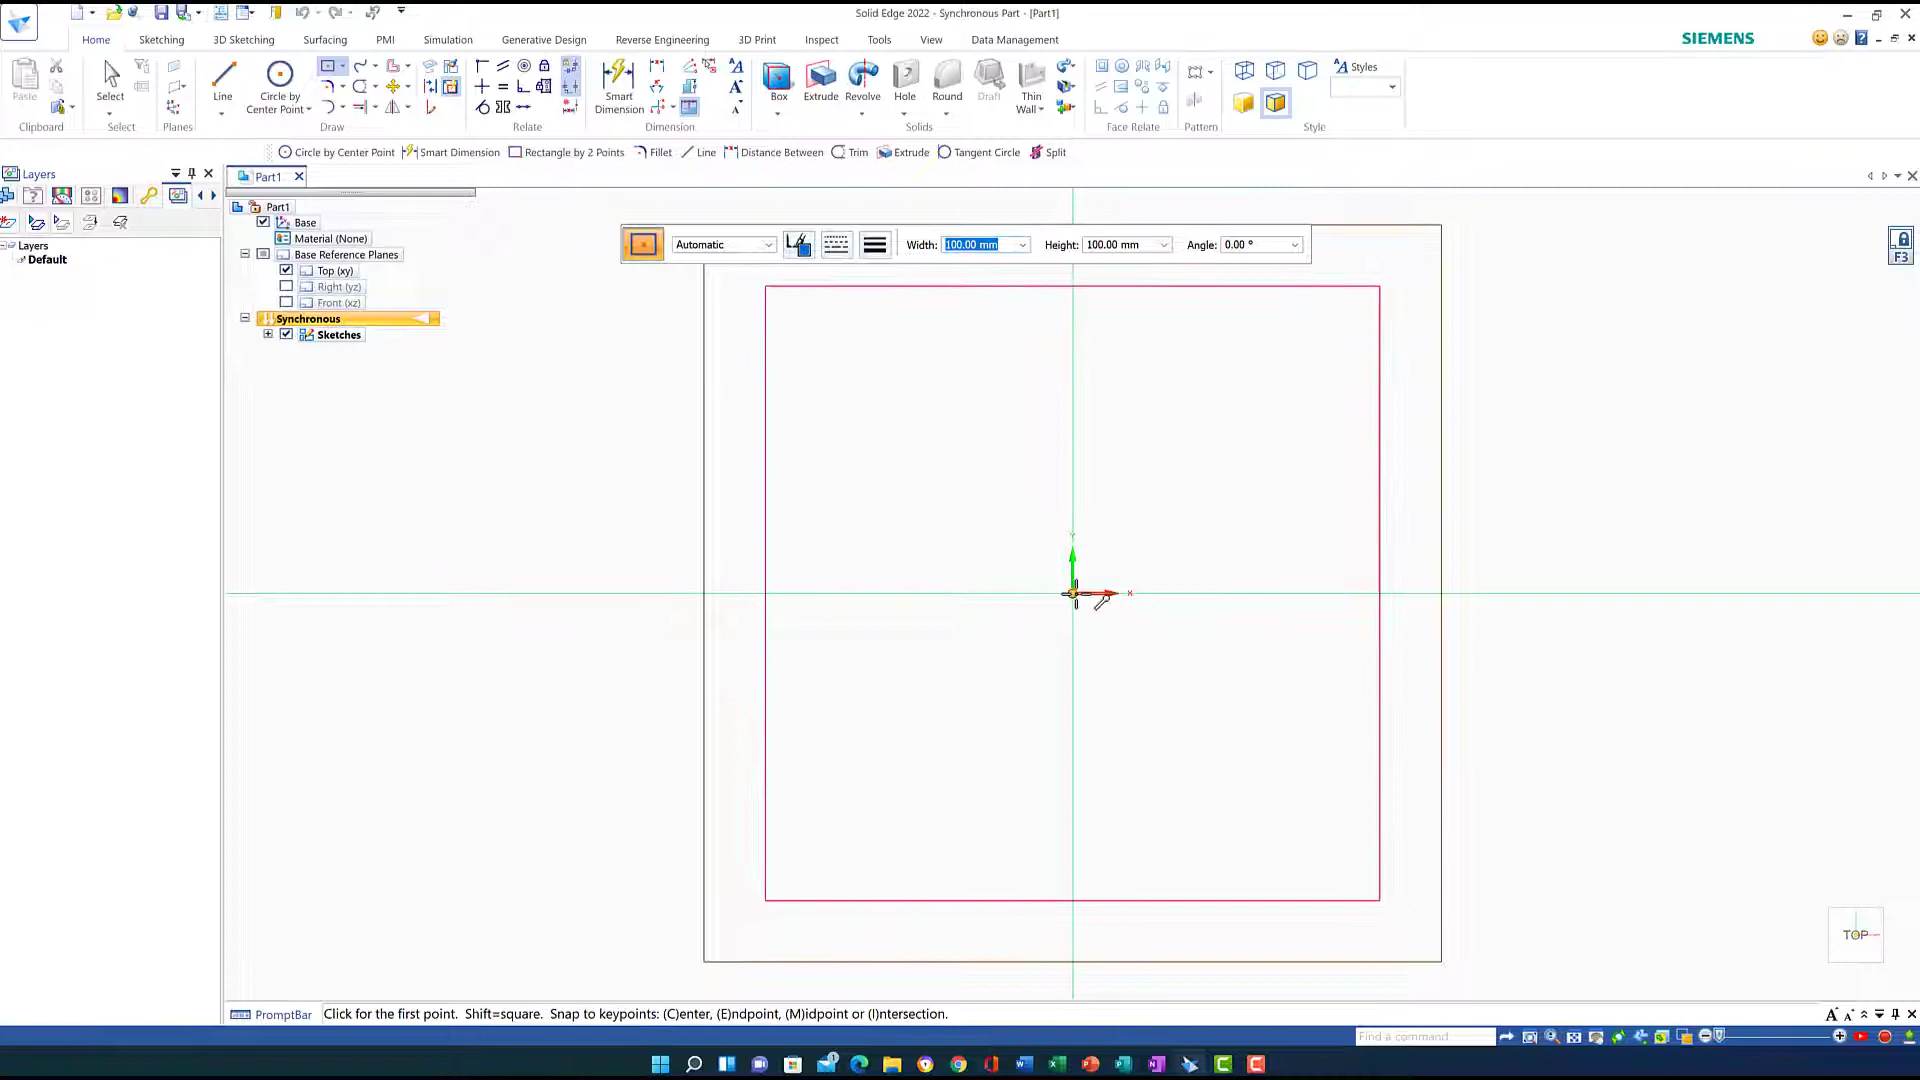 Solid Edge 2022 - Synchronous Part - [Part1]
Home Sketching 3D Sketching Surfacing PMI Simulation Generative Design Reverse Engineering 3D Print Inspect Tools View Data Management SIEMENS
Paste Select Line Circle by Center Point Smart Dimension Box Extrude Revolve Hole Round Draft Thin Wall Styles
Clipboard Select Planes Draw Relate Dimension Solids Face Relate Pattern Style
Circle by Center Point Smart Dimension Rectangle by 2 Points Fillet Line Distance Between Trim Extrude Tangent Circle Split
Layers
Part1
Layers
Default
Part1
Base
Material (None)
Base Reference Planes
Top (xy)
Right (yz)
Front (xz)
Synchronous
Sketches
Automatic Width: 100.00 mm Height: 100.00 mm Angle: 0.00 °
F3
Y
X
TOP
PromptBar Click for the first point. Shift=square. Snap to keypoints: (C)enter, (E)ndpoint, (M)idpoint or (I)ntersection.
Find a command